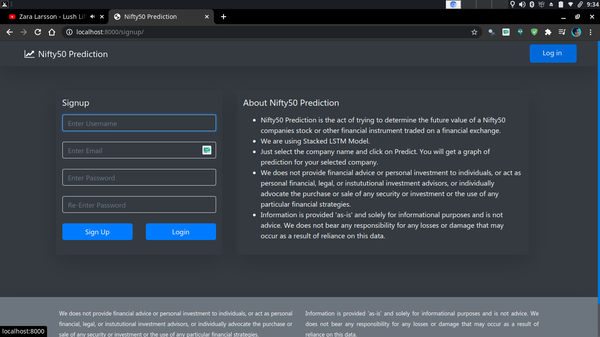 9:34
Zara Larsson - Lush Li
Nifty50 Prediction
localhost:8000/signup/
Nifty50 Prediction
Log in
Signup
Enter Username
Enter Email
Enter Password
Re-Enter Password
Sign Up
Login
About Nifty50 Prediction
Nifty50 Prediction is the act of trying to determine the future value of a Nifty50
companies stock or other financial instrument traded on a financial exchange.
We are using Stacked LSTM Model.
Just select the company name and click on Predict. You will get a graph of
prediction for your selected company.
We does not provide financial advice or personal investment to individuals, or act as
personal financial, legal, or instutional investment advisors, or individually
advocate the purchase or sale of any security or investment or the use of any
particular financial strategies.
Information is provided 'as-is' and solely for informational purposes and is not
advice. We does not bear any responsibility for any losses or damage that may
occur as a result of reliance on this data.
We does not provide financial advice or personal investment to individuals, or act as personal
financial, legal, or instutional investment advisors, or individually advocate the purchase or
sale of any security or investment or the use of any particular financial strategies.
Information is provided 'as-is' and solely for informational purposes and is not advice. We
does not bear any responsibility for any losses or damage that may occur as a result of
reliance on this data.
localhost:8000